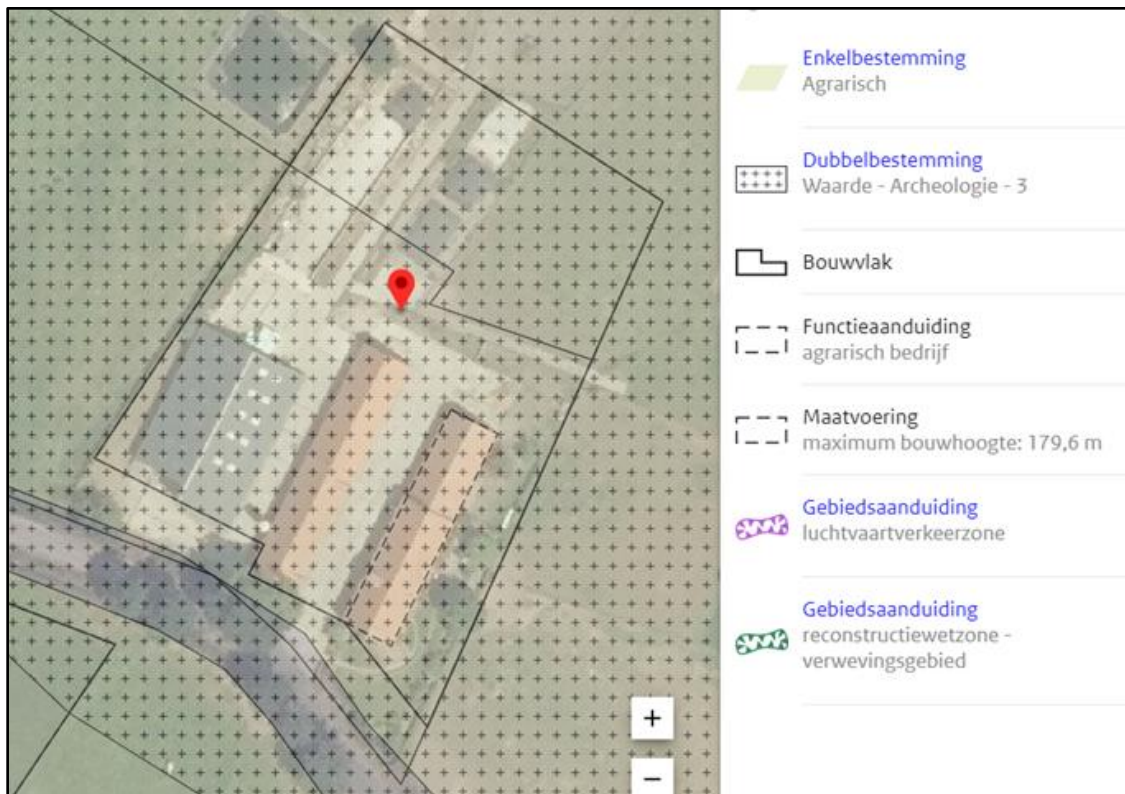 Enkelbestemming
Agrarisch
Dubbelbestemming
Waarde - Archeologie - 3
Bouwvlak
Functieaanduiding
agrarisch bedrijf
Maatvoering
maximum bouwhoogte: 179,6 m
Gebiedsaanduiding
luchtvaartverkeerzone
Gebiedsaanduiding
reconstructiewetzone -
verwevingsgebied
+
−